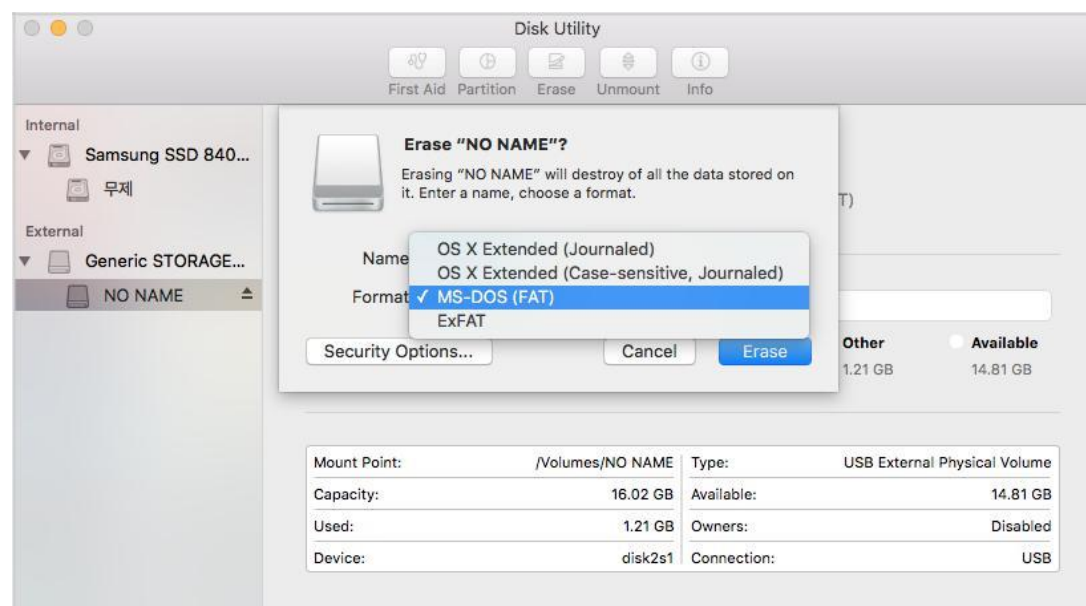 Disk Utility
First Aid Partition Erase Unmount Info
Internal
Samsung SSD 840...
무제
External
Generic STORAGE...
NO NAME
Erase “NO NAME”?
Erasing “NO NAME” will destroy of all the data stored on
it. Enter a name, choose a format.
T)
Name
Format
OS X Extended (Journaled)
OS X Extended (Case-sensitive, Journaled)
✓ MS-DOS (FAT)
ExFAT
Security Options... Cancel Erase
Other Available
1.21 GB 14.81 GB
Mount Point: /Volumes/NO NAME Type: USB External Physical Volume
Capacity: 16.02 GB Available: 14.81 GB
Used: 1.21 GB Owners: Disabled
Device: disk2s1 Connection: USB